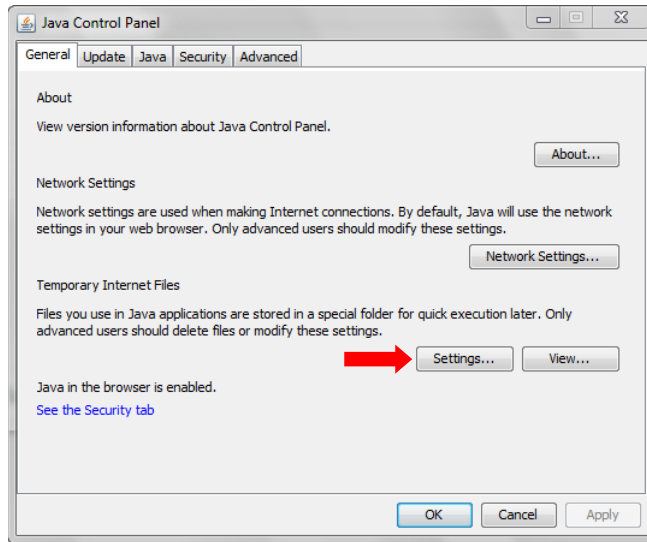 Java Control Panel
General Update Java Security Advanced
About
View version information about Java Control Panel.
About...
Network Settings
Network settings are used when making Internet connections. By default, Java will use the network
settings in your web browser. Only advanced users should modify these settings.
Network Settings...
Temporary Internet Files
Files you use in Java applications are stored in a special folder for quick execution later. Only
advanced users should delete files or modify these settings.
Settings... View...
Java in the browser is enabled.
See the Security tab
OK Cancel Apply